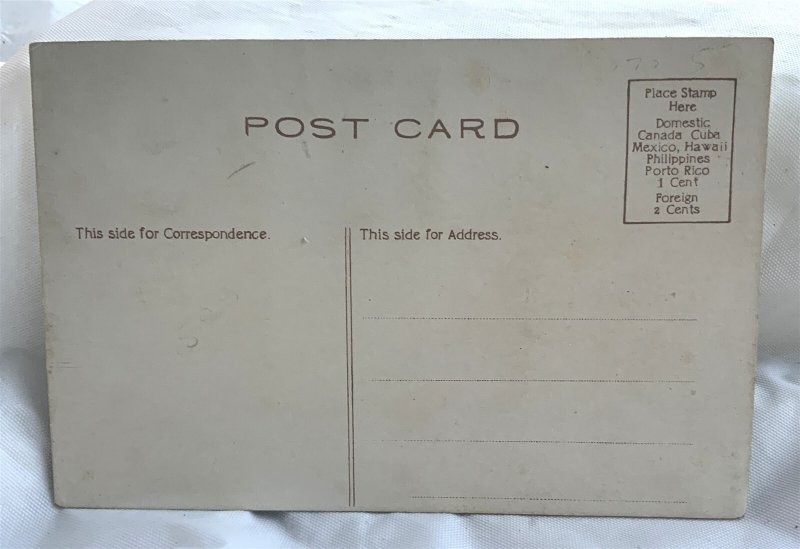 POST CARD
Place Stamp
Here
Domestic
Canada Cuba
Mexico, Hawaii
Philippines
Porto Rico
1 Cent
Foreign
2 Cents
This side for Correspondence.
This side for Address.